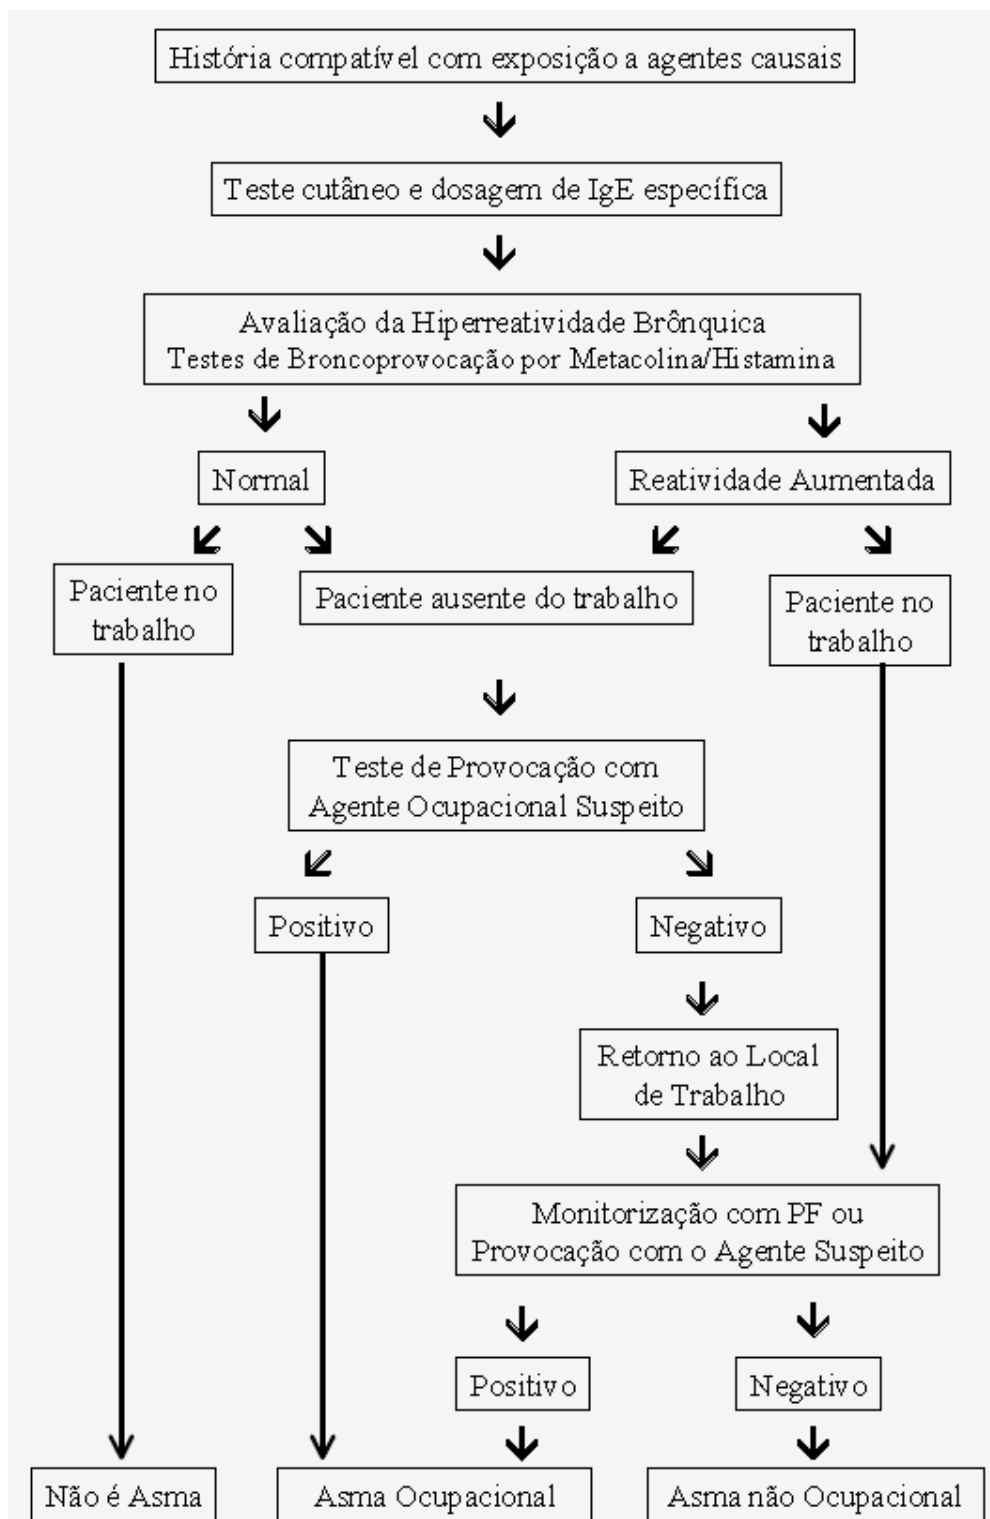 História compatível com exposição a agentes causais
Teste cutâneo e dosagem de IgE específica
Avaliação da Hiperreatividade Brônquica
Testes de Broncoprovocação por Metacolina/Histamina
Normal
Reatividade Aumentada
Paciente no
trabalho
Paciente ausente do trabalho
Paciente no
trabalho
Teste de Provocação com
Agente Ocupacional Suspeito
Positivo
Negativo
Retorno ao Local
de Trabalho
Monitorização com PF ou
Provocação com o Agente Suspeito
Positivo
Negativo
Não é Asma
Asma Ocupacional
Asma não Ocupacional